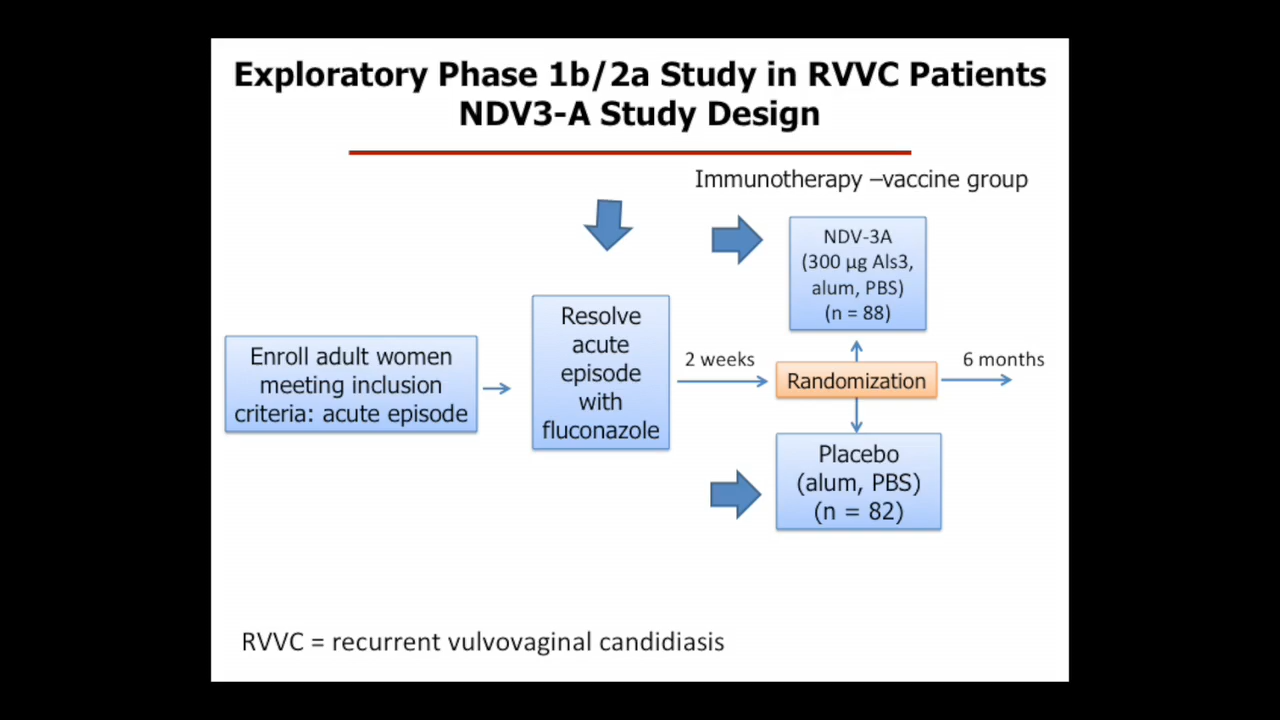 Exploratory Phase 1b/2a Study in RVVC Patients
NDV3-A Study Design
Immunotherapy –vaccine group
NDV-3A
(300 µg Als3,
alum, PBS)
(n = 88)
Enroll adult women
meeting inclusion
criteria: acute episode
Resolve
acute
episode
with
fluconazole
2 weeks
Randomization
6 months
Placebo
(alum, PBS)
(n = 82)
RVVC = recurrent vulvovaginal candidiasis